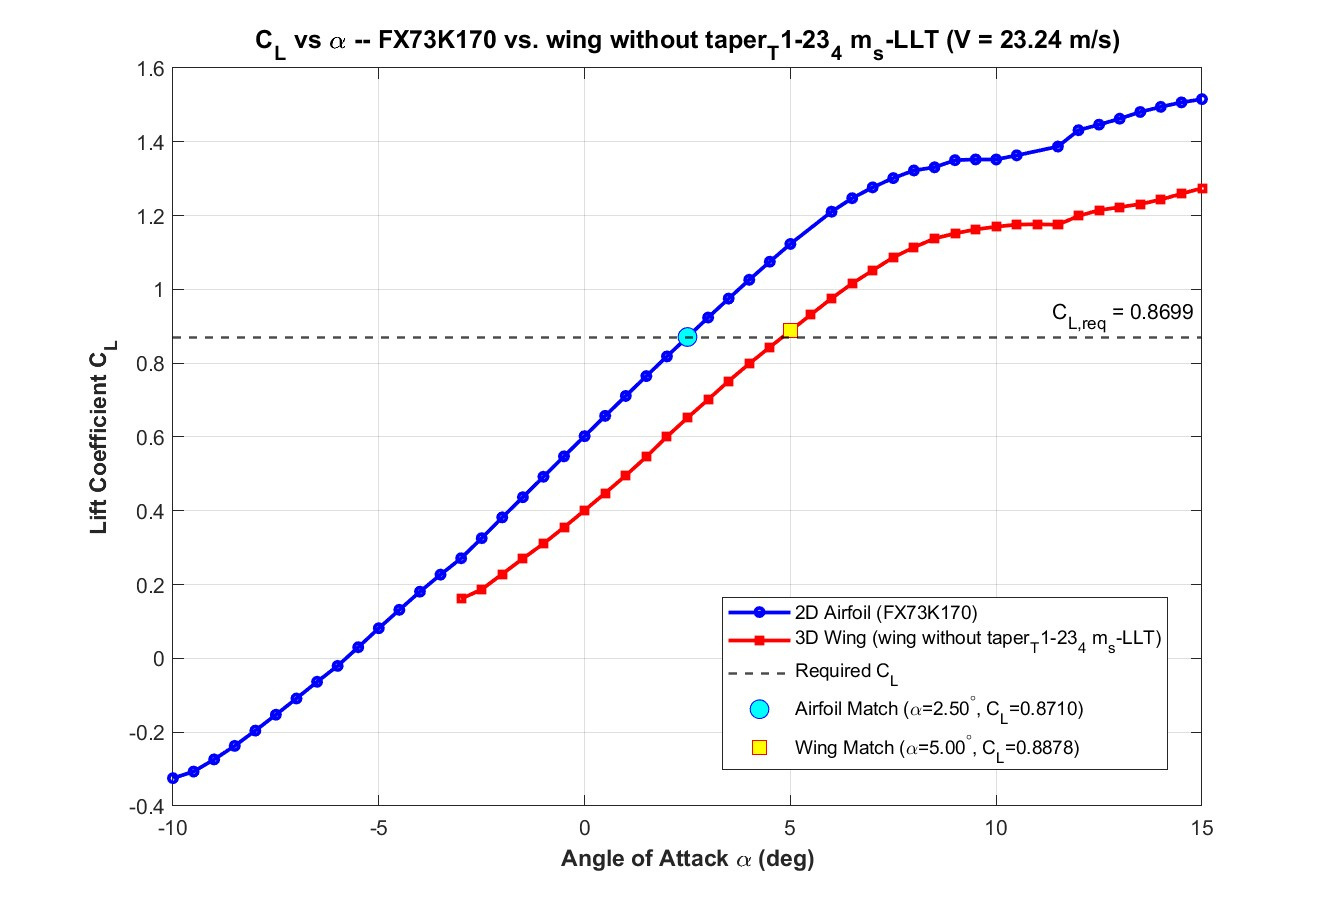 C_L vs α -- FX73K170 vs. wing without taper_T1-23_4 m_s-LLT (V = 23.24 m/s)
1.6
1.4
1.2
1
0.8
0.6
0.4
0.2
0
-0.2
-0.4
Lift Coefficient C_L
C_L,req = 0.8699
2D Airfoil (FX73K170)
3D Wing (wing without taper_T1-23_4 m_s-LLT)
Required C_L
Airfoil Match (α=2.50°, C_L=0.8710)
Wing Match (α=5.00°, C_L=0.8878)
-10 -5 0 5 10 15
Angle of Attack α (deg)